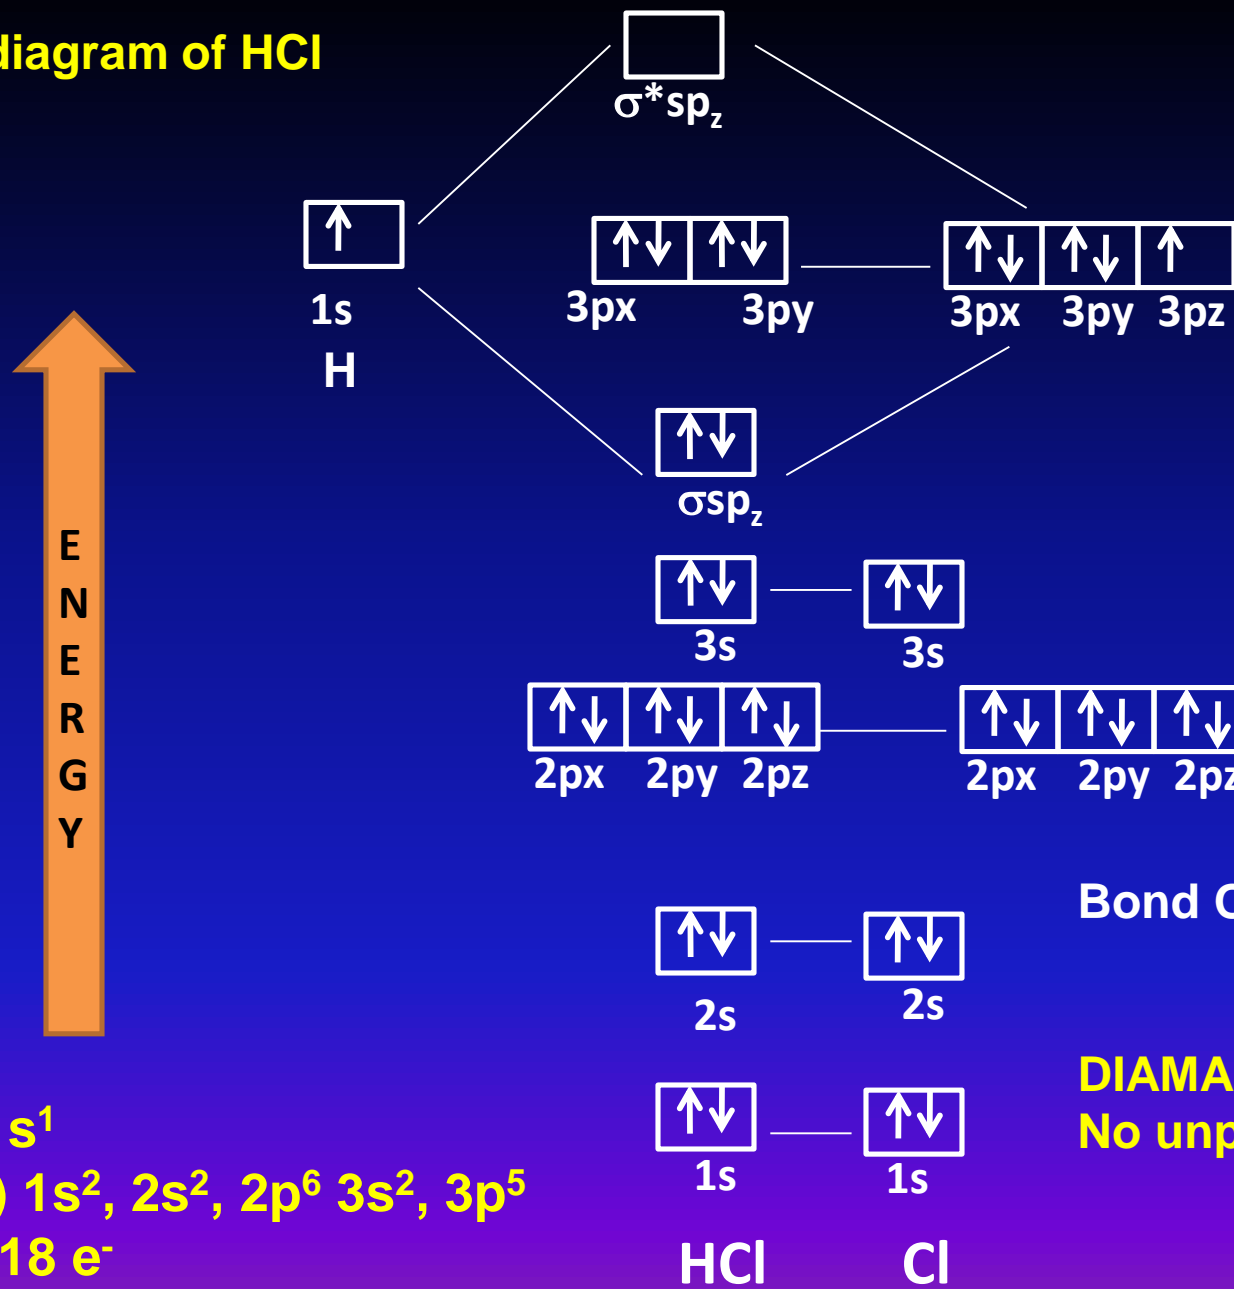 diagram of HCl
σ*spz
1s
H
3px 3py
3px 3py 3pz
σspz
E
N
E
R
G
Y
3s
3s
2px 2py 2pz
2px 2py 2pz
Bond
2s
2s
DIAMA
No unp
s¹
) 1s², 2s², 2p⁶ 3s², 3p⁵
18 e⁻
1s
1s
HCl
Cl